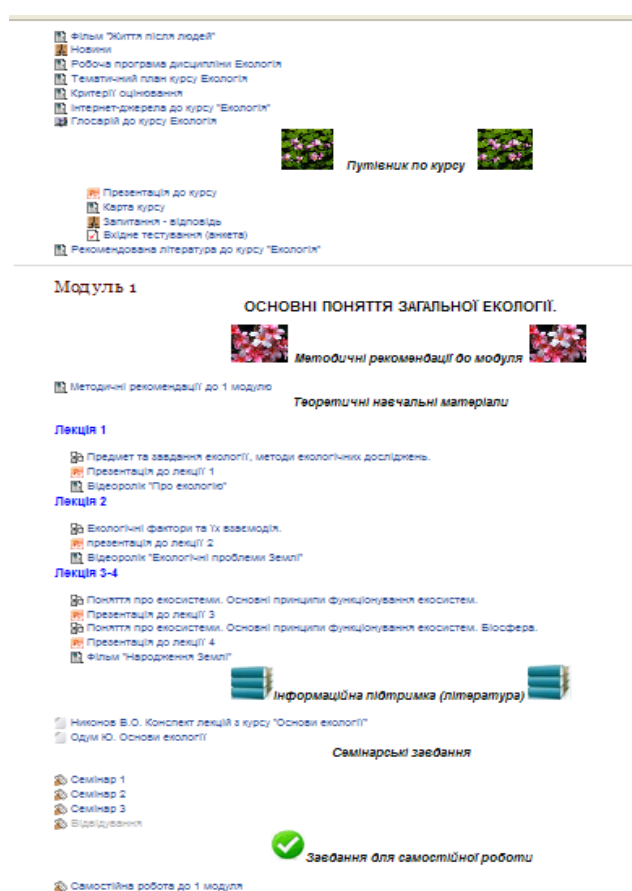 Фільм "Життя після людей"
Новини
Робоча програма дисципліни Екологія
Тематичний план курсу Екологія
Критерії оцінювання
Інтернет-джерела до курсу "Екологія"
Глосарій до курсу Екологія
Путівник по курсу
Презентація до курсу
Карта курсу
Запитання - відповідь
Вхідне тестування (анкета)
Рекомендована література до курсу "Екологія"
Модуль 1
ОСНОВНІ ПОНЯТТЯ ЗАГАЛЬНОЇ ЕКОЛОГІЇ.
Методичні рекомендації до модуля
Методичні рекомендації до 1 модулю
Теоретичні навчальні матеріали
Лекція 1
Предмет та завдання екології, методи екологічних досліджень.
Презентація до лекції 1
Відеоролік "Про екологію"
Лекція 2
Екологічні фактори та їх взаємодія.
презентація до лекції 2
Відеоролік "Екологічні проблеми Землі"
Лекція 3-4
Поняття про екосистеми. Основні принципи функціонування екосистем.
Презентація до лекції 3
Поняття про екосистеми. Основні принципи функціонування екосистем. Біосфера.
Презентація до лекції 4
Фільм "Народження Землі"
Інформаційна підтримка (література)
Никонов В.О. Конспект лекцій з курсу "Основи екології"
Одум Ю. Основи екології
Семінарські завдання
Семінар 1
Семінар 2
Семінар 3
Відвідування
Завдання для самостійної роботи
Самостійна робота до 1 модуля